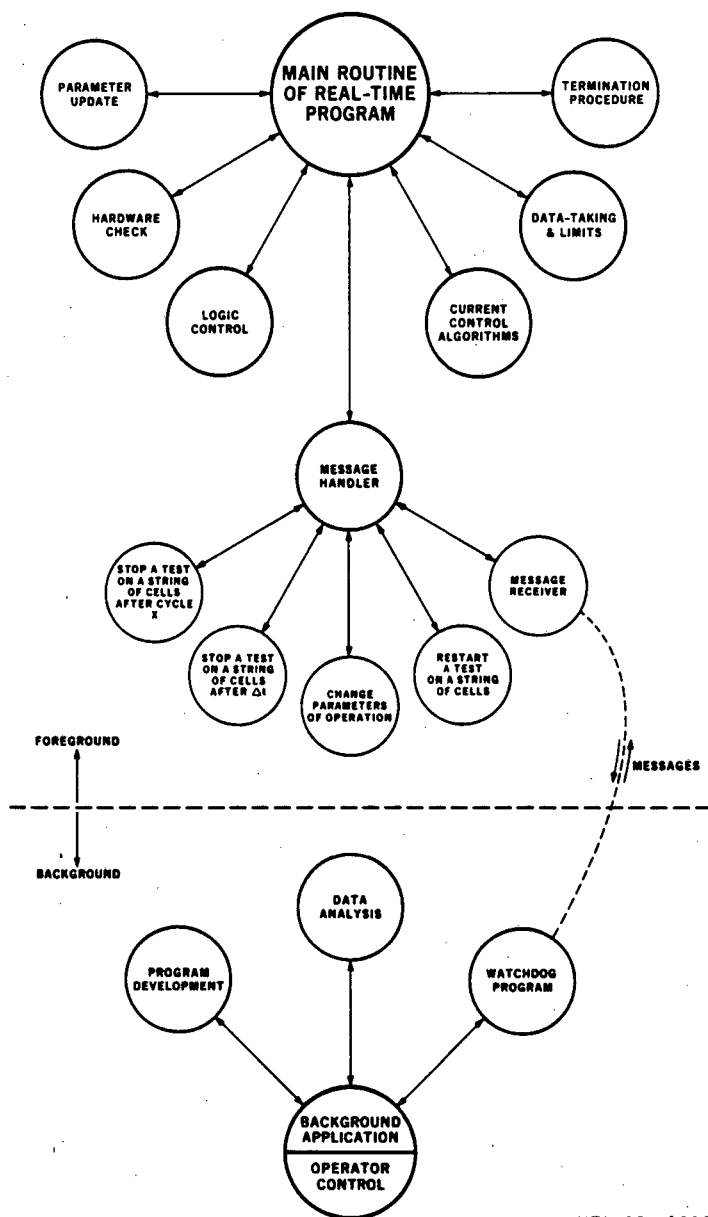 MAIN ROUTINE
OF REAL-TIME
PROGRAM
PARAMETER
UPDATE
TERMINATION
PROCEDURE
HARDWARE
CHECK
DATA-TAKING
& LIMITS
LOGIC
CONTROL
CURRENT
CONTROL
ALGORITHMS
MESSAGE
HANDLER
STOP A TEST
ON A STRING
OF CELLS
AFTER CYCLE
X
MESSAGE
RECEIVER
STOP A TEST
ON A STRING
OF CELLS
AFTER Δt
CHANGE
PARAMETERS
OF OPERATION
RESTART
A TEST
ON A STRING
OF CELLS
FOREGROUND
MESSAGES
BACKGROUND
DATA
ANALYSIS
PROGRAM
DEVELOPMENT
WATCHDOG
PROGRAM
BACKGROUND
APPLICATION
OPERATOR
CONTROL